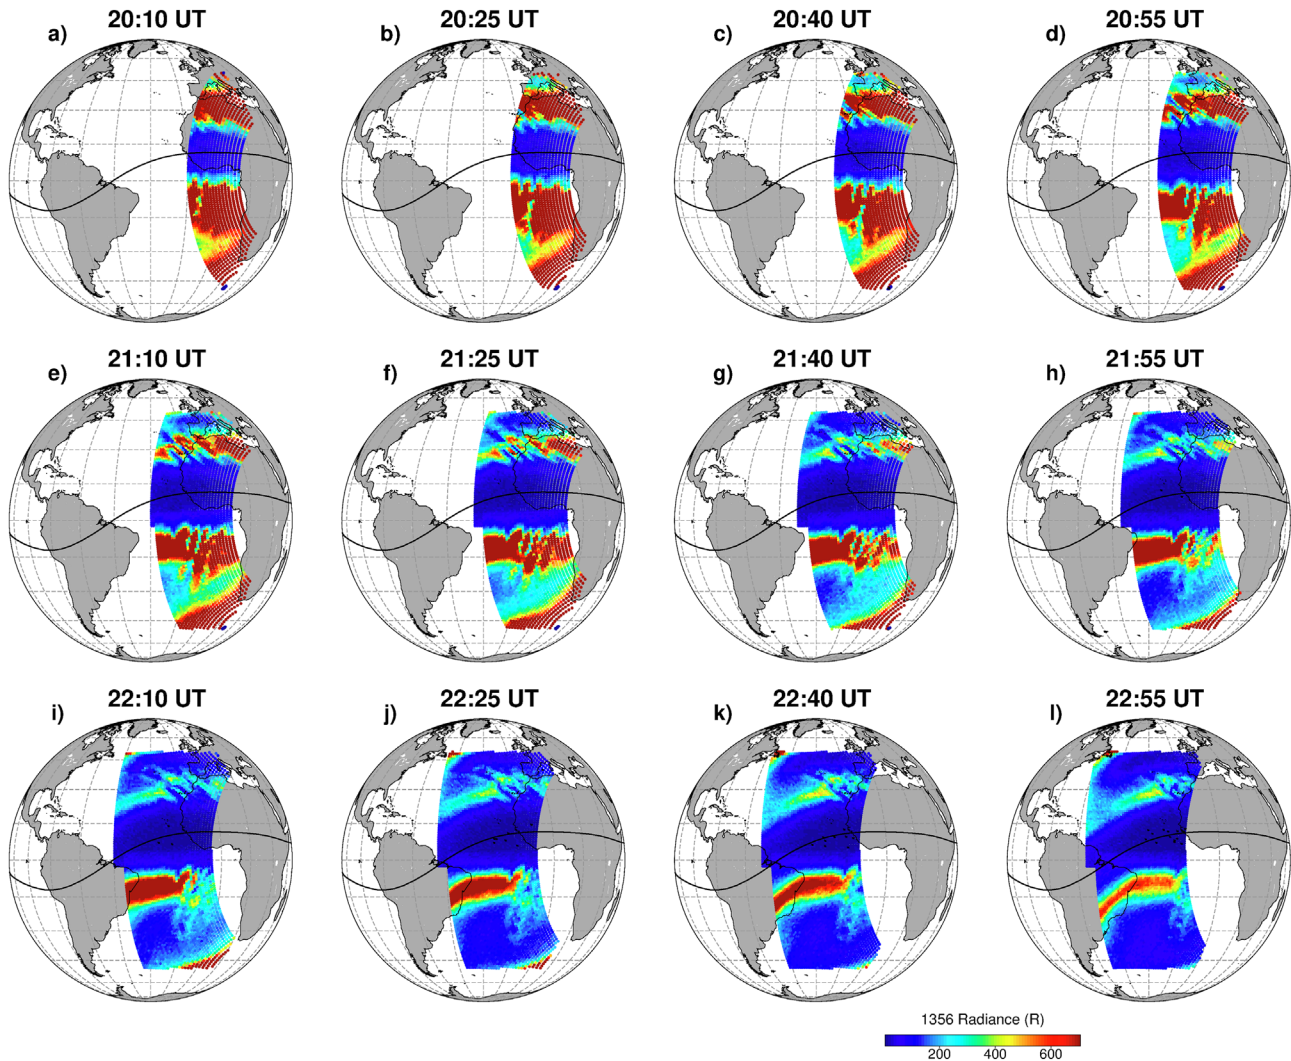 20:10 UT
20:25 UT
20:40 UT
20:55 UT
a)
b)
c)
d)
21:10 UT
21:25 UT
21:40 UT
21:55 UT
e)
f)
g)
h)
22:10 UT
22:25 UT
22:40 UT
22:55 UT
i)
j)
k)
l)
1356 Radiance (R)
200 400 600